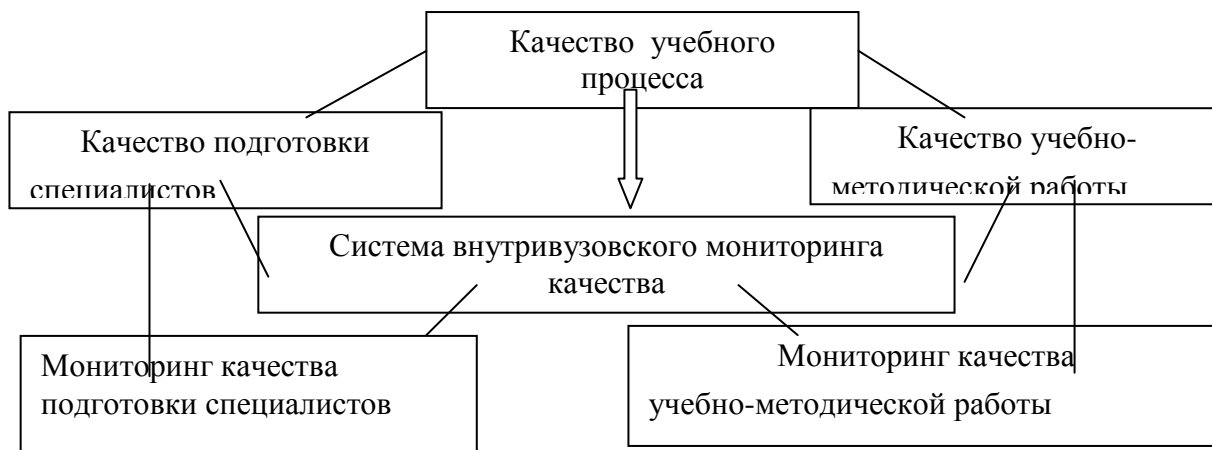 Качество учебного
процесса
Качество подготовки
специалистов
Качество учебно-
методической работы
Система внутривузовского мониторинга
качества
Мониторинг качества
подготовки специалистов
Мониторинг качества
учебно-методической работы